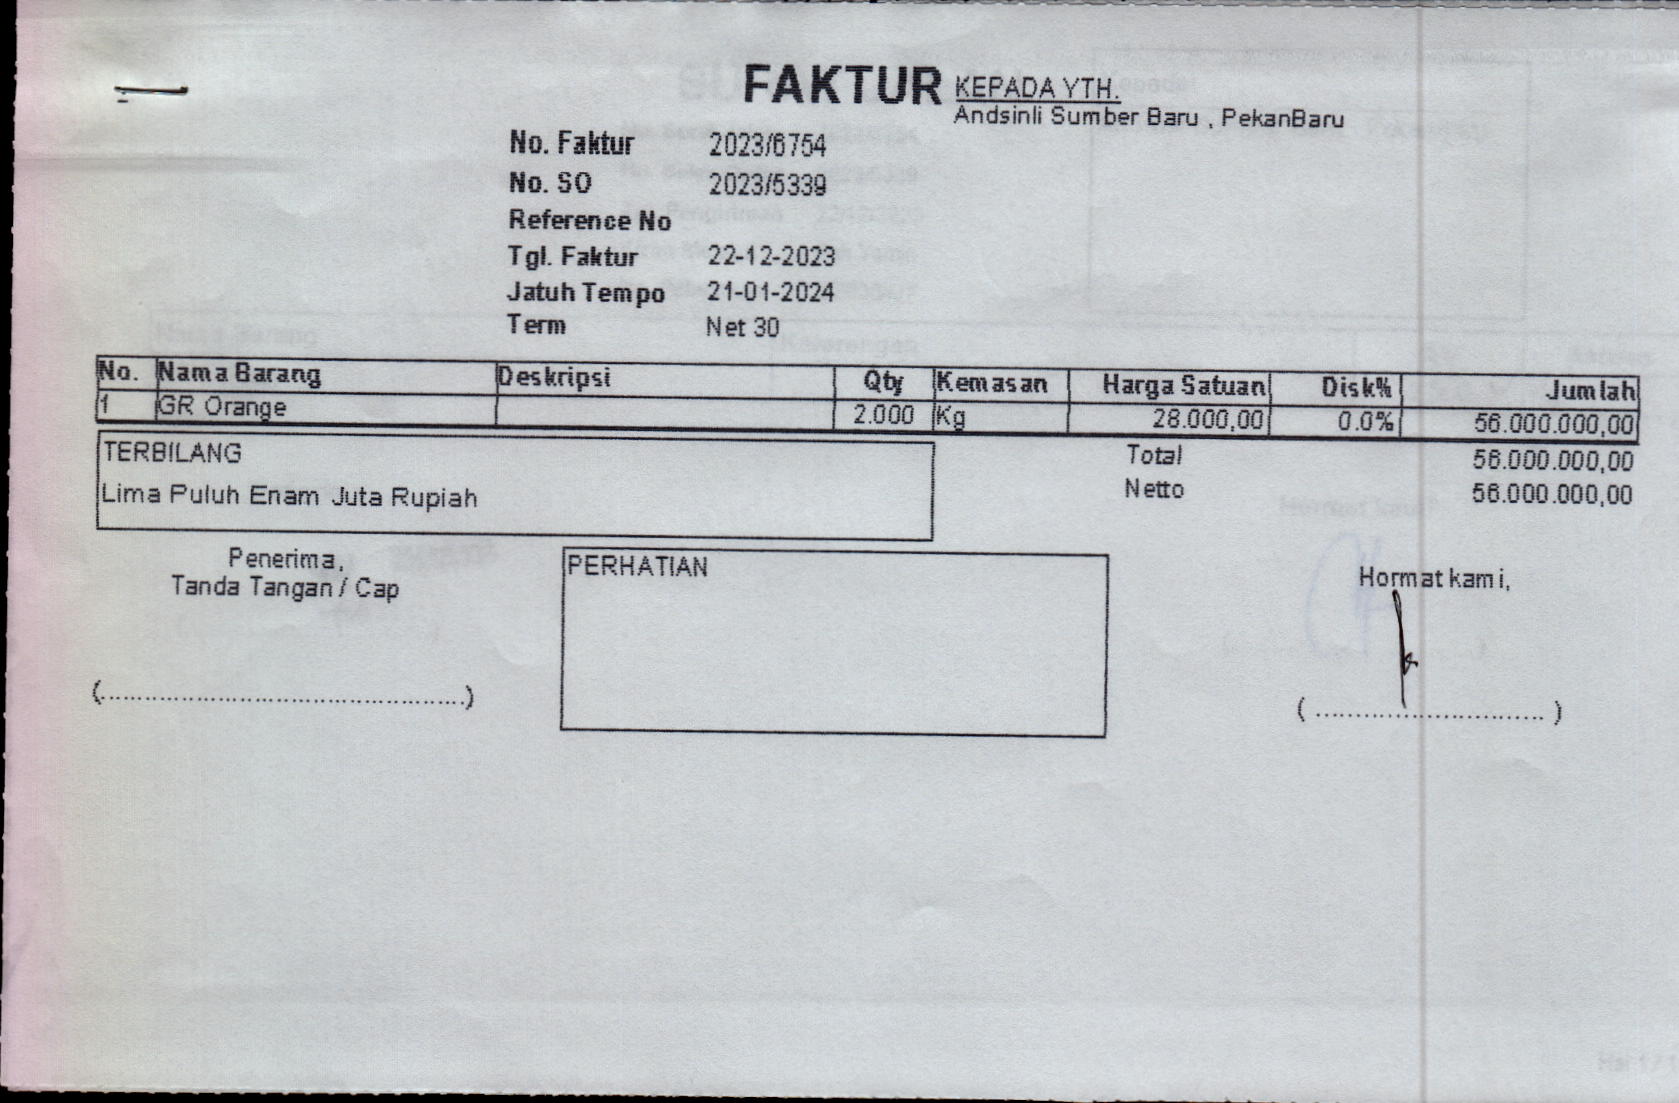 FAKTUR
KEPADA YTH.
Andsinli Sumber Baru , PekanBaru
No. Faktur 2023/6754
No. SO 2023/5339
Reference No
Tgl. Faktur 22-12-2023
Jatuh Tempo 21-01-2024
Term Net 30
No. Nama Barang Deskripsi Qty Kemasan Harga Satuan Disk% Jumlah
1 GR Orange 2.000 Kg 28.000,00 0.0% 56.000.000,00
TERBILANG
Lima Puluh Enam Juta Rupiah
Total 56.000.000,00
Netto 56.000.000,00
Penerima,
Tanda Tangan / Cap
PERHATIAN
Hormat kami,
(............................................)
( ............................ )